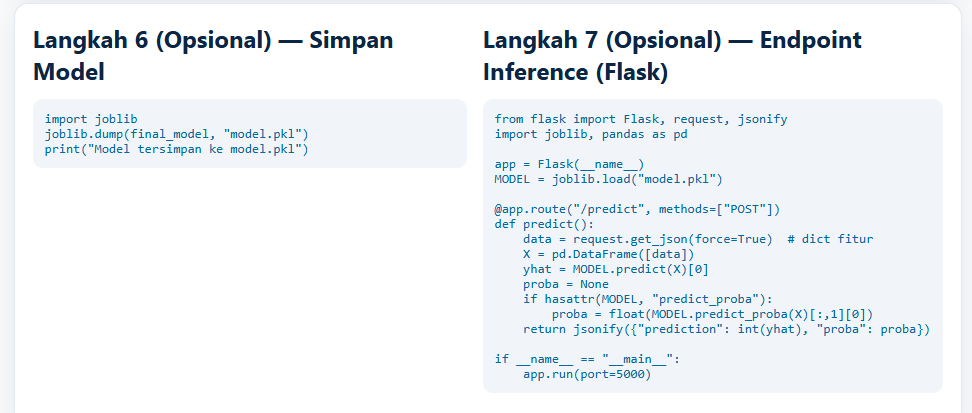 Langkah 6 (Opsional) — Simpan
Model
import joblib
joblib.dump(final_model, "model.pkl")
print("Model tersimpan ke model.pkl")
Langkah 7 (Opsional) — Endpoint
Inference (Flask)
from flask import Flask, request, jsonify
import joblib, pandas as pd
app = Flask(__name__)
MODEL = joblib.load("model.pkl")
@app.route("/predict", methods=["POST"])
def predict():
    data = request.get_json(force=True)  # dict fitur
    X = pd.DataFrame([data])
    yhat = MODEL.predict(X)[0]
    proba = None
    if hasattr(MODEL, "predict_proba"):
        proba = float(MODEL.predict_proba(X)[:,1][0])
    return jsonify({"prediction": int(yhat), "proba": proba})
if __name__ == "__main__":
    app.run(port=5000)